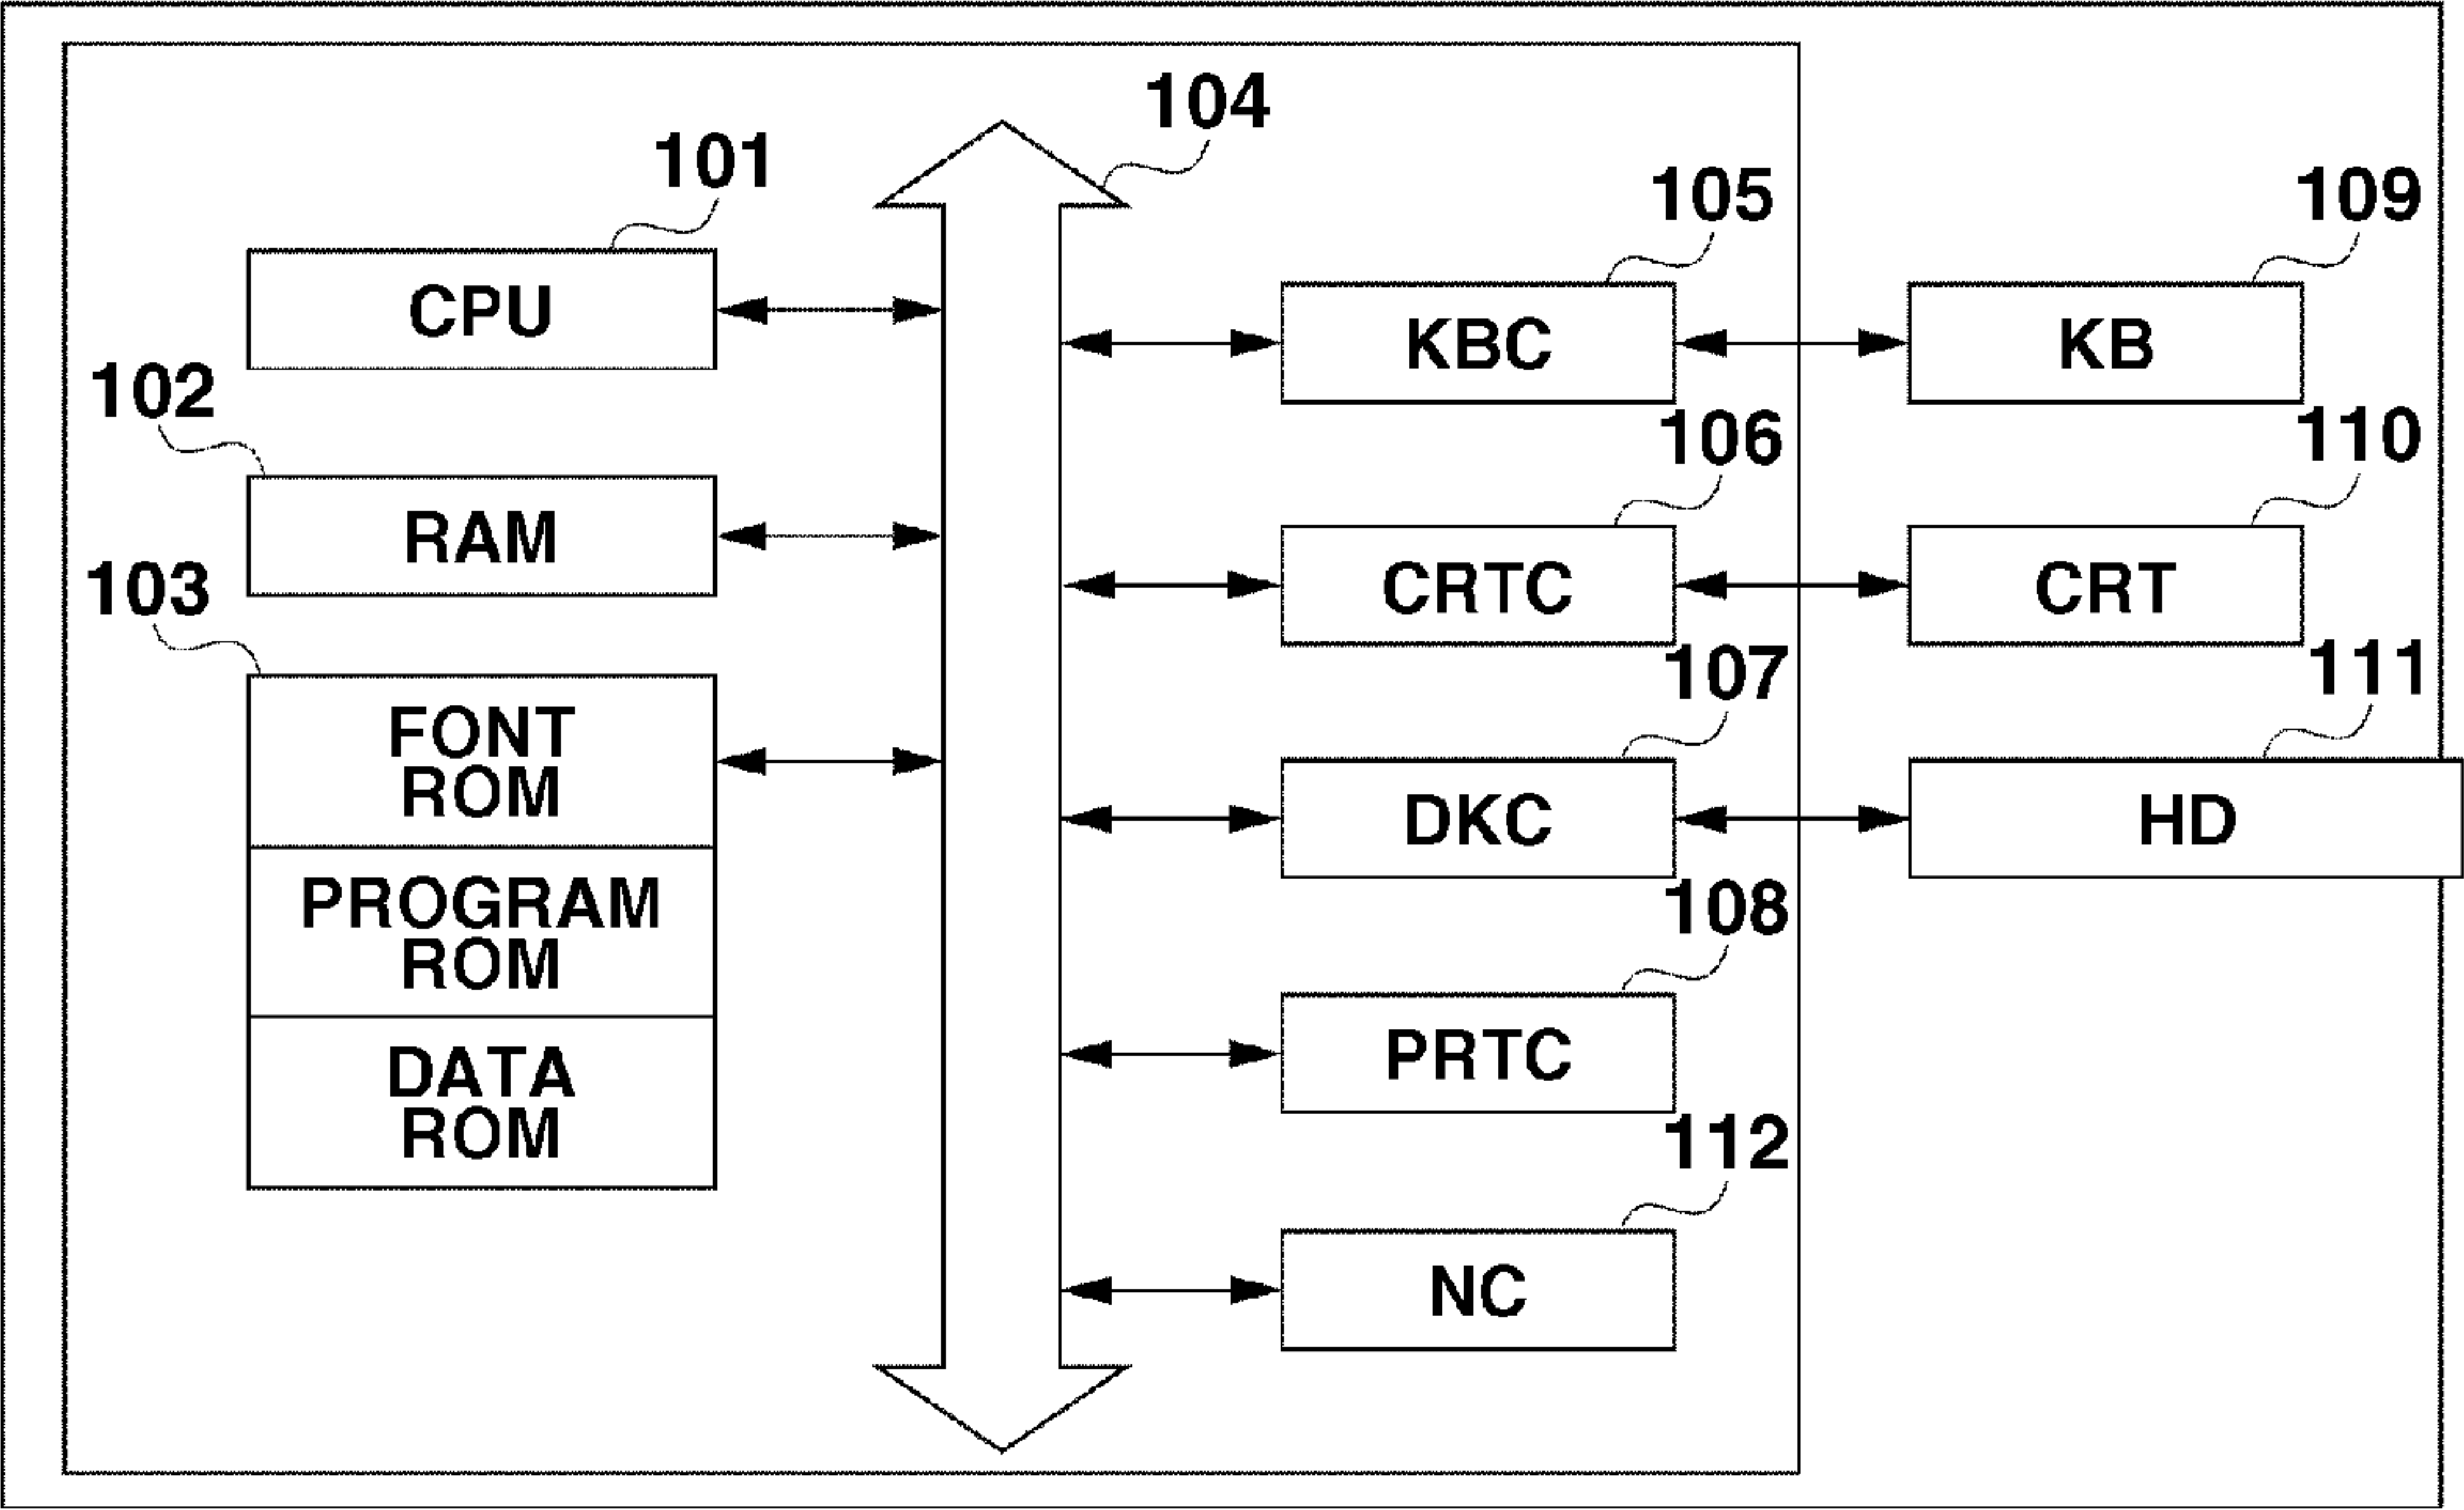 104
101
105
109
CPU
KBC
KB
102
106
110
RAM
CRTC
CRT
103
107
111
FONT
ROM
DKC
HD
PROGRAM
ROM
108
DATA
ROM
PRTC
112
NC